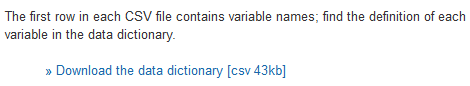 The first row in each CSV file contains variable names; find the definition of each
variable in the data dictionary.
» Download the data dictionary [csv 43kb]